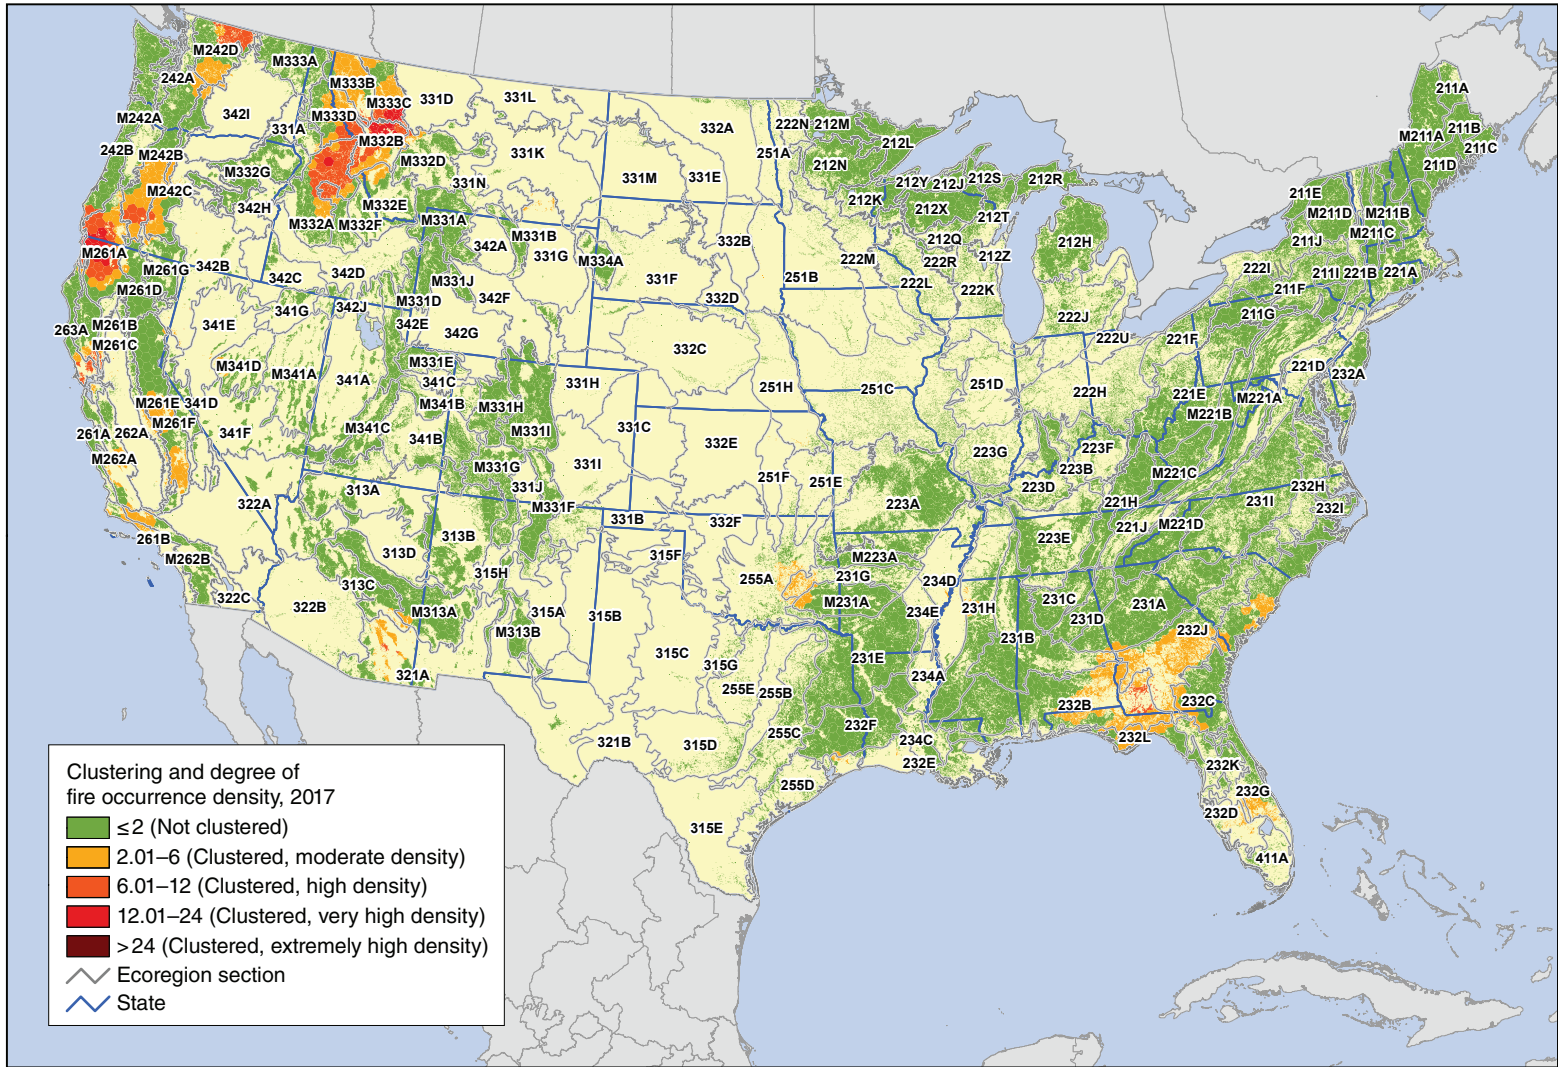 M242D
M333A
242A
M333B
M333C
331D
331L
342I
M333D
M242A
331A
M332B
332A
222N
212M
211A
242B
M242B
M332D
331K
251A
212N
212L
M211A
211B
211C
211D
M332G
331N
331M
331E
212Y
212J
212S
212R
M242C
342H
M332E
M332A
M332F
M331A
212K
212X
212T
211E
M211D
M211B
M211C
M261A
342A
M331B
331G
M334A
332B
212Q
222R
212Z
212H
211J
M261G
342B
342C
342D
M331J
331F
251B
222M
222I
211I
221B
221A
M261D
341G
342J
M331D
342F
332D
222L
222K
211F
263A
M261B
M261C
341E
342E
342G
222J
211G
332C
222U
221F
M341D
M341A
341A
M331E
341C
331H
251H
251C
251D
222H
221D
232A
M261E
341D
M341B
M331H
221E
M221A
M221B
261A
262A
M261F
341F
M341C
341B
M331I
331C
332E
M262A
M331G
331I
251F
251E
223G
223F
223B
M221C
322A
313A
331J
M331F
223A
223D
221H
231I
232H
232I
261B
331B
332F
221J
M221D
M262B
313D
313B
315F
M223A
223E
322C
322B
313C
315H
255A
231G
234D
M313A
315A
315B
M231A
234E
231H
231C
231A
M313B
231D
232J
321A
315C
315G
231E
234A
231B
255E
255B
232B
232C
321B
315D
255C
232F
234C
232L
232E
232K
255D
232G
232D
315E
411A
Clustering and degree of
fire occurrence density, 2017
≤2 (Not clustered)
2.01–6 (Clustered, moderate density)
6.01–12 (Clustered, high density)
12.01–24 (Clustered, very high density)
>24 (Clustered, extremely high density)
Ecoregion section
State